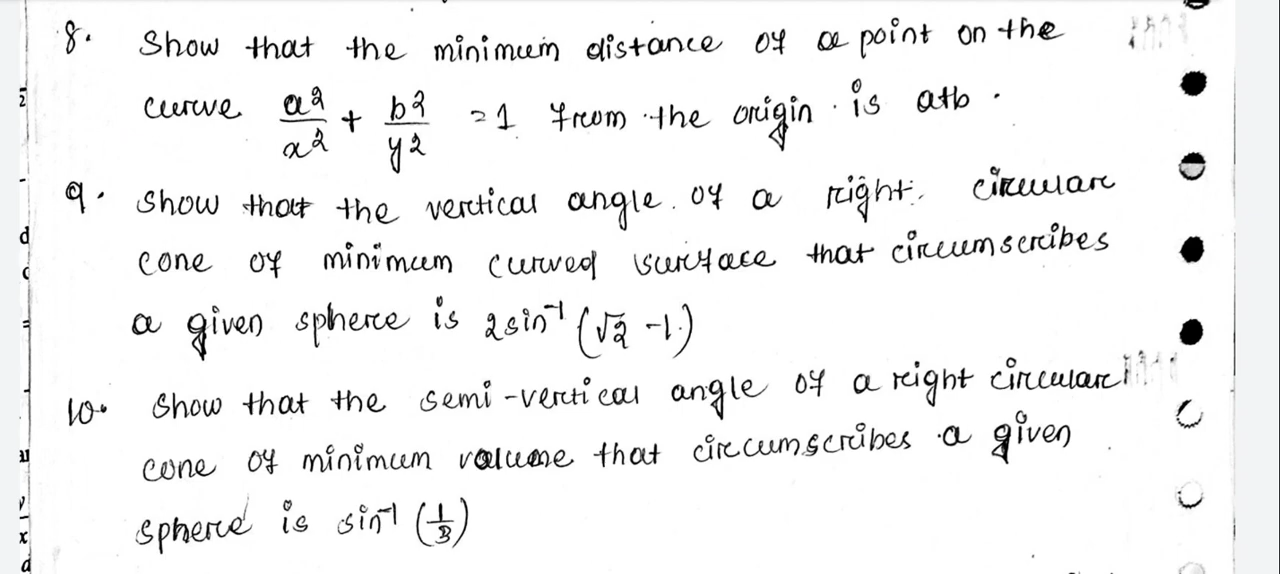 8. Show that the minimum distance of a point on the
curve a²/x² + b²/y² = 1 from the origin is a+b.
9. Show that the vertical angle of a right circular
cone of minimum curved surface that circumscribes
a given sphere is 2sin⁻¹(√2 -1)
10. Show that the semi-vertical angle of a right circular
cone of minimum volume that circumscribes a given
sphere is sin⁻¹(1/3)